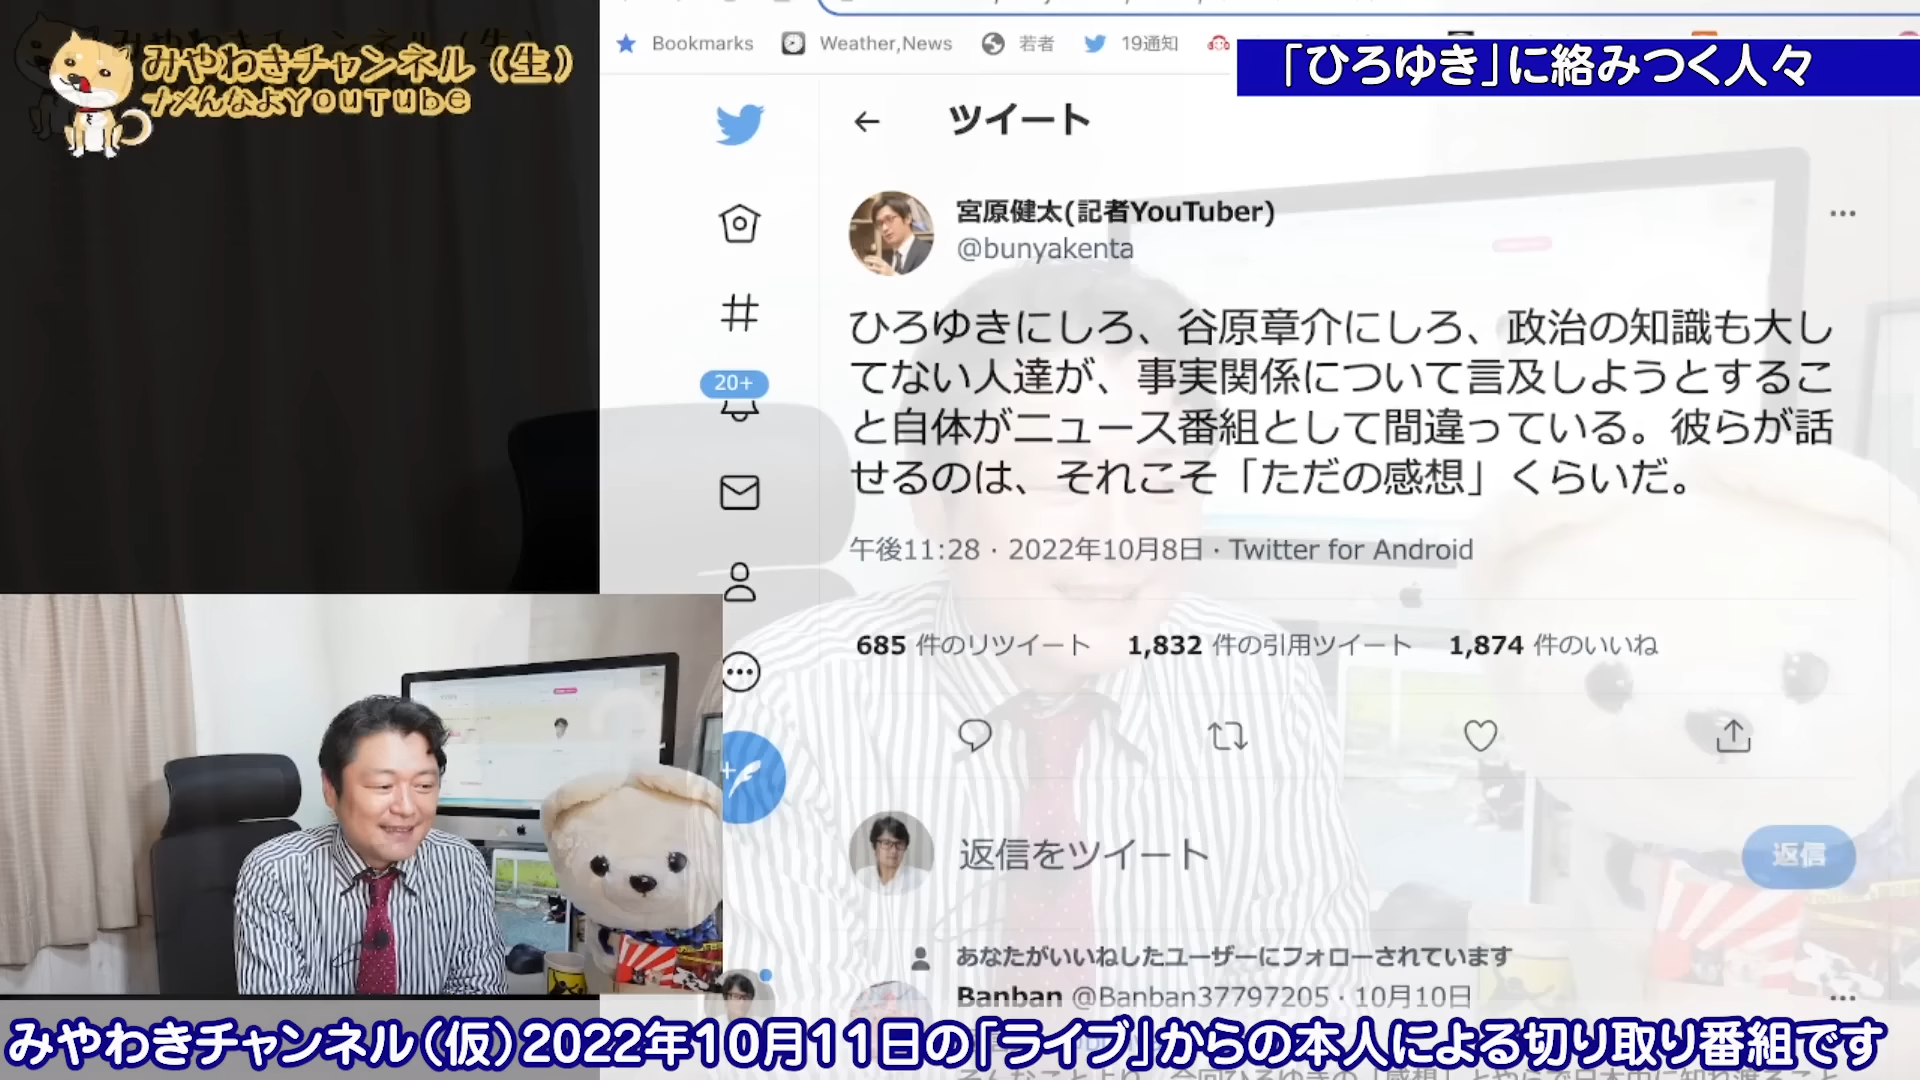 みやわきチャンネル（生）
ナメんなよYouTube
Bookmarks
Weather,News
若者
19通知
「ひろゆき」に絡みつく人々
ツイート
宮原健太(記者YouTuber)
@bunyakenta
ひろゆきにしろ、谷原章介にしろ、政治の知識も大し
てない人達が、事実関係について言及しようとするこ
と自体がニュース番組として間違っている。彼らが話
せるのは、それこそ「ただの感想」くらいだ。
午後11:28 · 2022年10月8日 · Twitter for Android
20+
685 件のリツイート 1,832 件の引用ツイート 1,874 件のいいね
返信をツイート
返信
あなたがいいねしたユーザーにフォローされています
Banban @Banban37797205 · 10月10日
みやわきチャンネル（仮）2022年10月11日の「ライブ」からの本人による切り取り番組です